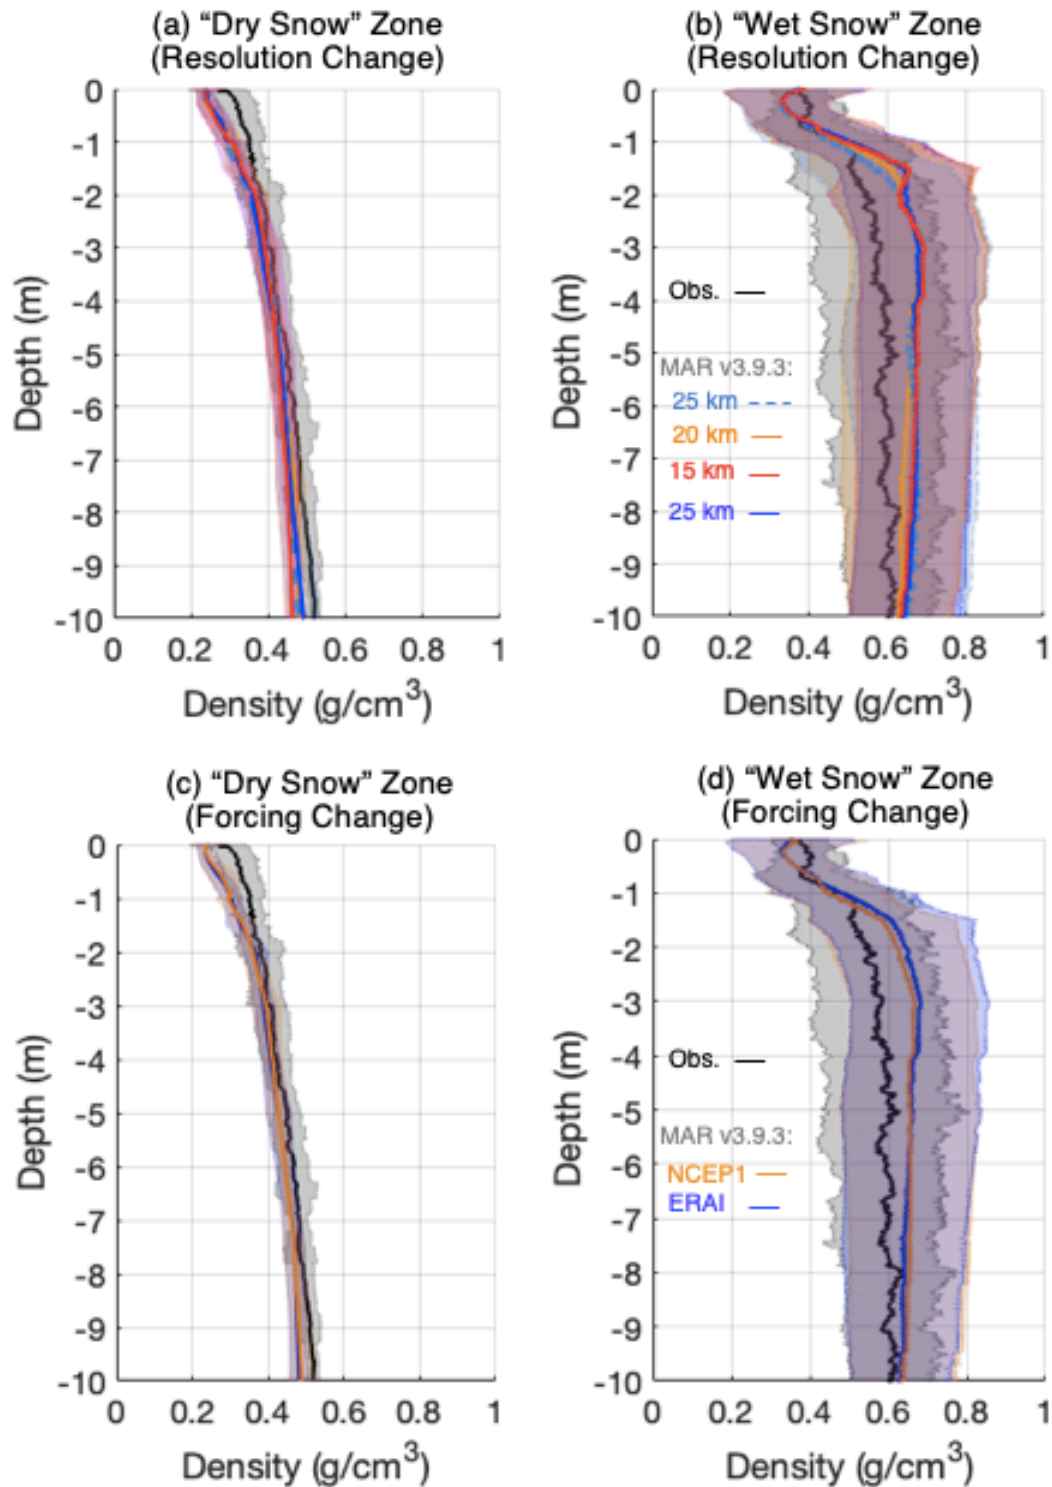 (a) “Dry Snow” Zone
(Resolution Change)
0
-1
-2
-3
-4
-5
-6
-7
-8
-9
-10
Depth (m)
0 0.2 0.4 0.6 0.8 1
Density (g/cm³)
(b) “Wet Snow” Zone
(Resolution Change)
0
-1
-2
-3
-4
-5
-6
-7
-8
-9
-10
Depth (m)
Obs.
MAR v3.9.3:
25 km
20 km
15 km
25 km
0 0.2 0.4 0.6 0.8 1
Density (g/cm³)
(c) “Dry Snow” Zone
(Forcing Change)
0
-1
-2
-3
-4
-5
-6
-7
-8
-9
-10
Depth (m)
0 0.2 0.4 0.6 0.8 1
Density (g/cm³)
(d) “Wet Snow” Zone
(Forcing Change)
0
-1
-2
-3
-4
-5
-6
-7
-8
-9
-10
Depth (m)
Obs.
MAR v3.9.3:
NCEP1
ERAI
0 0.2 0.4 0.6 0.8 1
Density (g/cm³)